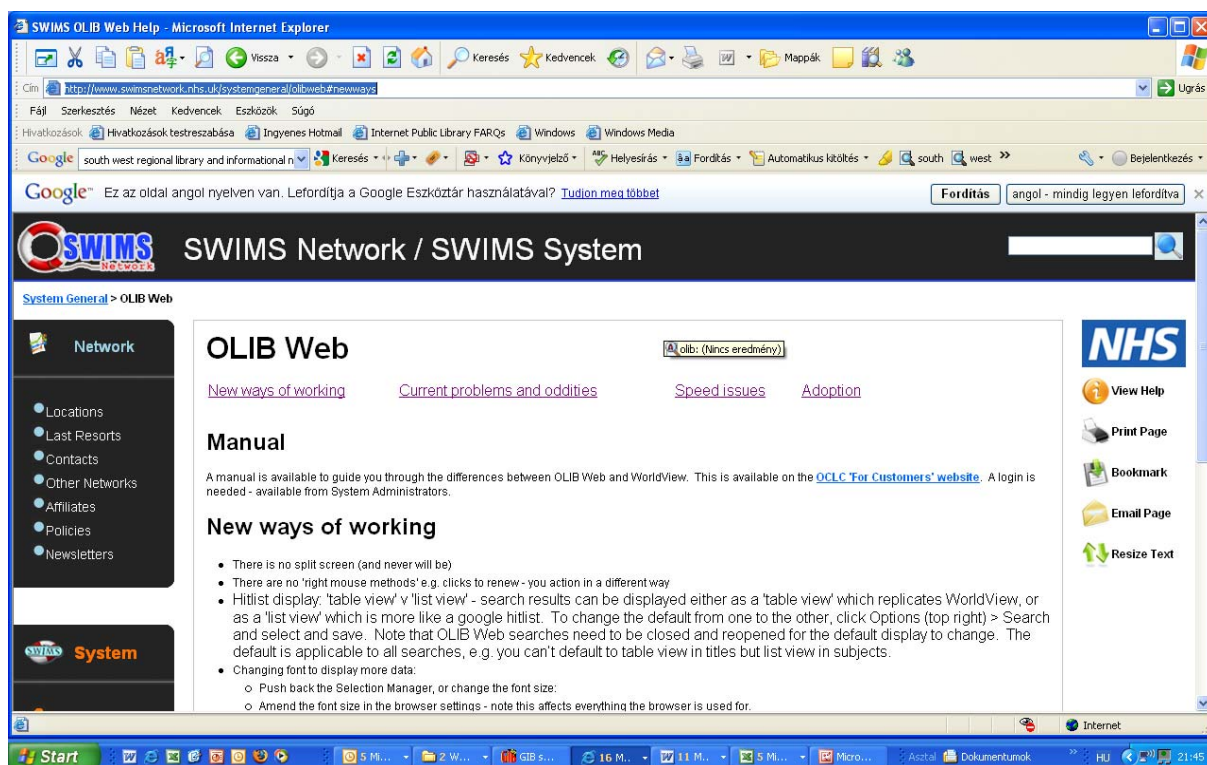 SWIMS OLIB Web Help - Microsoft Internet Explorer
Vissza Keresés Kedvencek Mappák
Cím http://www.swimsnetwork.nhs.uk/systemgeneral/olibweb#newways Ugrás
Fájl Szerkesztés Nézet Kedvencek Eszközök Súgó
Hivatkozások Hivatkozások testreszabása Ingyenes Hotmail Internet Public Library FARQs Windows Windows Media
Google south west regional library and informational n Keresés Könyvjelző Helyesírás Fordítás Automatikus kitöltés south west » Bejelentkezés
Google™ Ez az oldal angol nyelven van. Lefordítja a Google Eszköztár használatával? Tudjon meg többet Fordítás angol - mindig legyen lefordítva
SWIMS Network
SWIMS Network / SWIMS System
System General > OLIB Web
Network
Locations
Last Resorts
Contacts
Other Networks
Affiliates
Policies
Newsletters
SWIMS System
OLIB Web
olib: (Nincs eredmény)
New ways of working Current problems and oddities Speed issues Adoption
Manual
A manual is available to guide you through the differences between OLIB Web and WorldView. This is available on the OCLC 'For Customers' website. A login is
needed - available from System Administrators.
New ways of working
There is no split screen (and never will be)
There are no 'right mouse methods' e.g. clicks to renew - you action in a different way
Hitlist display: 'table view' v 'list view' - search results can be displayed either as a 'table view' which replicates WorldView, or
as a 'list view' which is more like a google hitlist. To change the default from one to the other, click Options (top right) > Search
and select and save. Note that OLIB Web searches need to be closed and reopened for the default display to change. The
default is applicable to all searches, e.g. you can't default to table view in titles but list view in subjects.
Changing font to display more data:
Push back the Selection Manager, or change the font size:
Amend the font size in the browser settings - note this affects everything the browser is used for.
NHS
View Help
Print Page
Bookmark
Email Page
Resize Text
Internet
Start 5 Mi... 2 W... GIB s... 16 M... 11 M... 5 Mi... Micro... Asztal Dokumentumok » HU 21:45